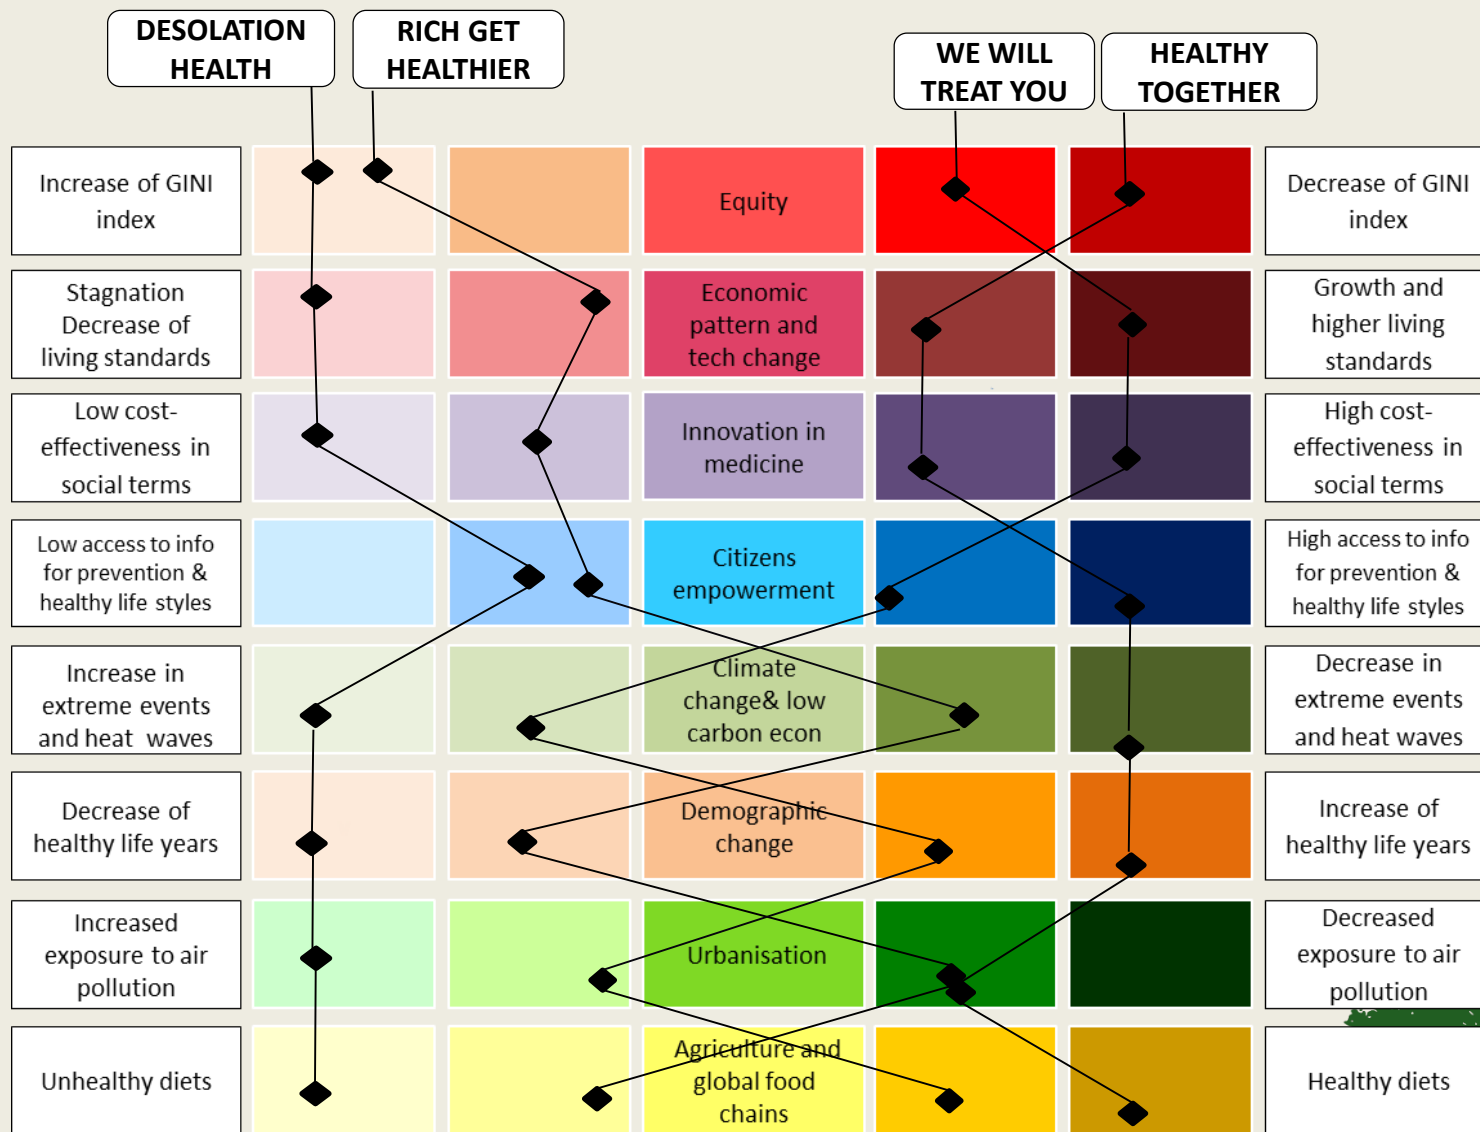 DESOLATION
HEALTH
RICH GET
HEALTHIER
WE WILL
TREAT YOU
HEALTHY
TOGETHER
Increase of GINI
index
Equity
Decrease of GINI
index
Stagnation
Decrease of
living standards
Economic
pattern and
tech change
Growth and
higher living
standards
Low cost-
effectiveness in
social terms
Innovation in
medicine
High cost-
effectiveness in
social terms
Low access to info
for prevention &
healthy life styles
Citizens
empowerment
High access to info
for prevention &
healthy life styles
Increase in
extreme events
and heat waves
Climate
change& low
carbon econ
Decrease in
extreme events
and heat waves
Decrease of
healthy life years
Demographic
change
Increase of
healthy life years
Increased
exposure to air
pollution
Urbanisation
Decreased
exposure to air
pollution
Unhealthy diets
Agriculture and
global food
chains
Healthy diets